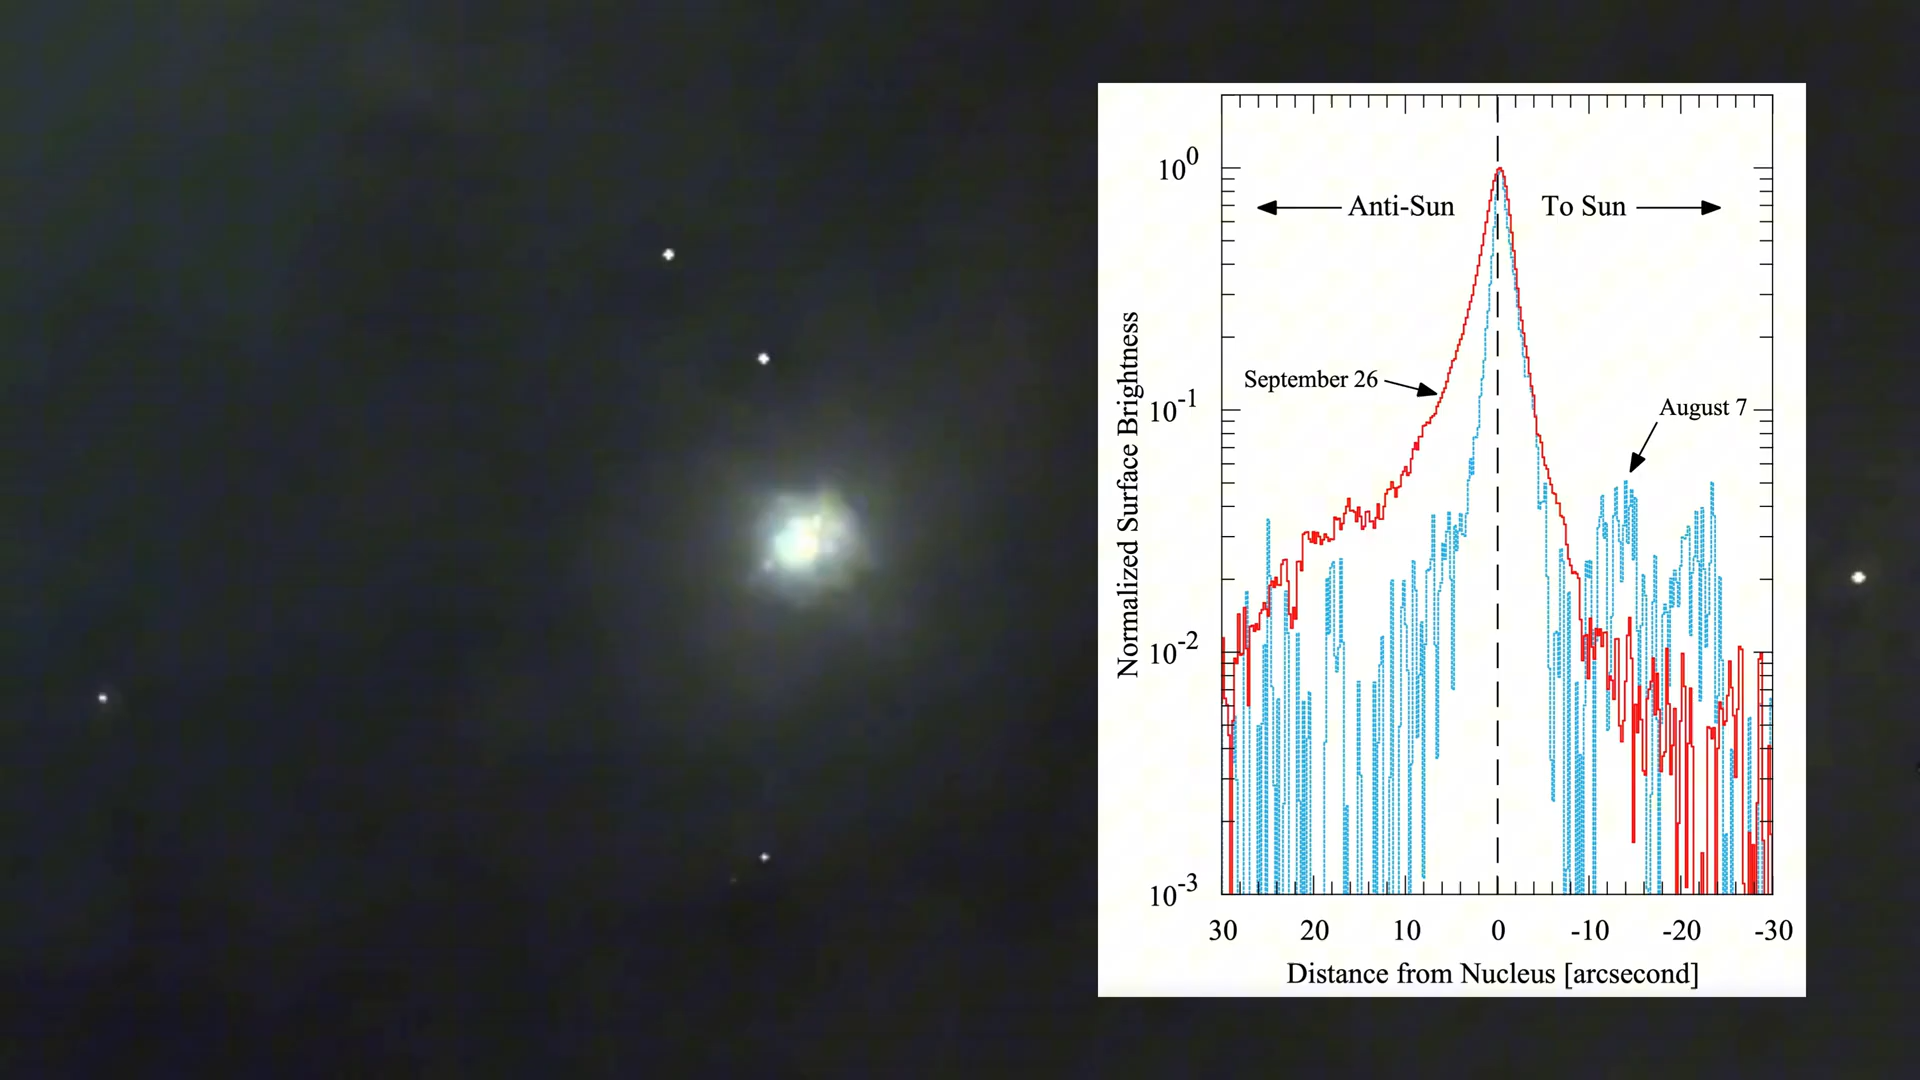 10^0
Anti-Sun
To Sun
September 26
10^-1
August 7
Normalized Surface Brightness
10^-2
10^-3
30 20 10 0 -10 -20 -30
Distance from Nucleus [arcsecond]